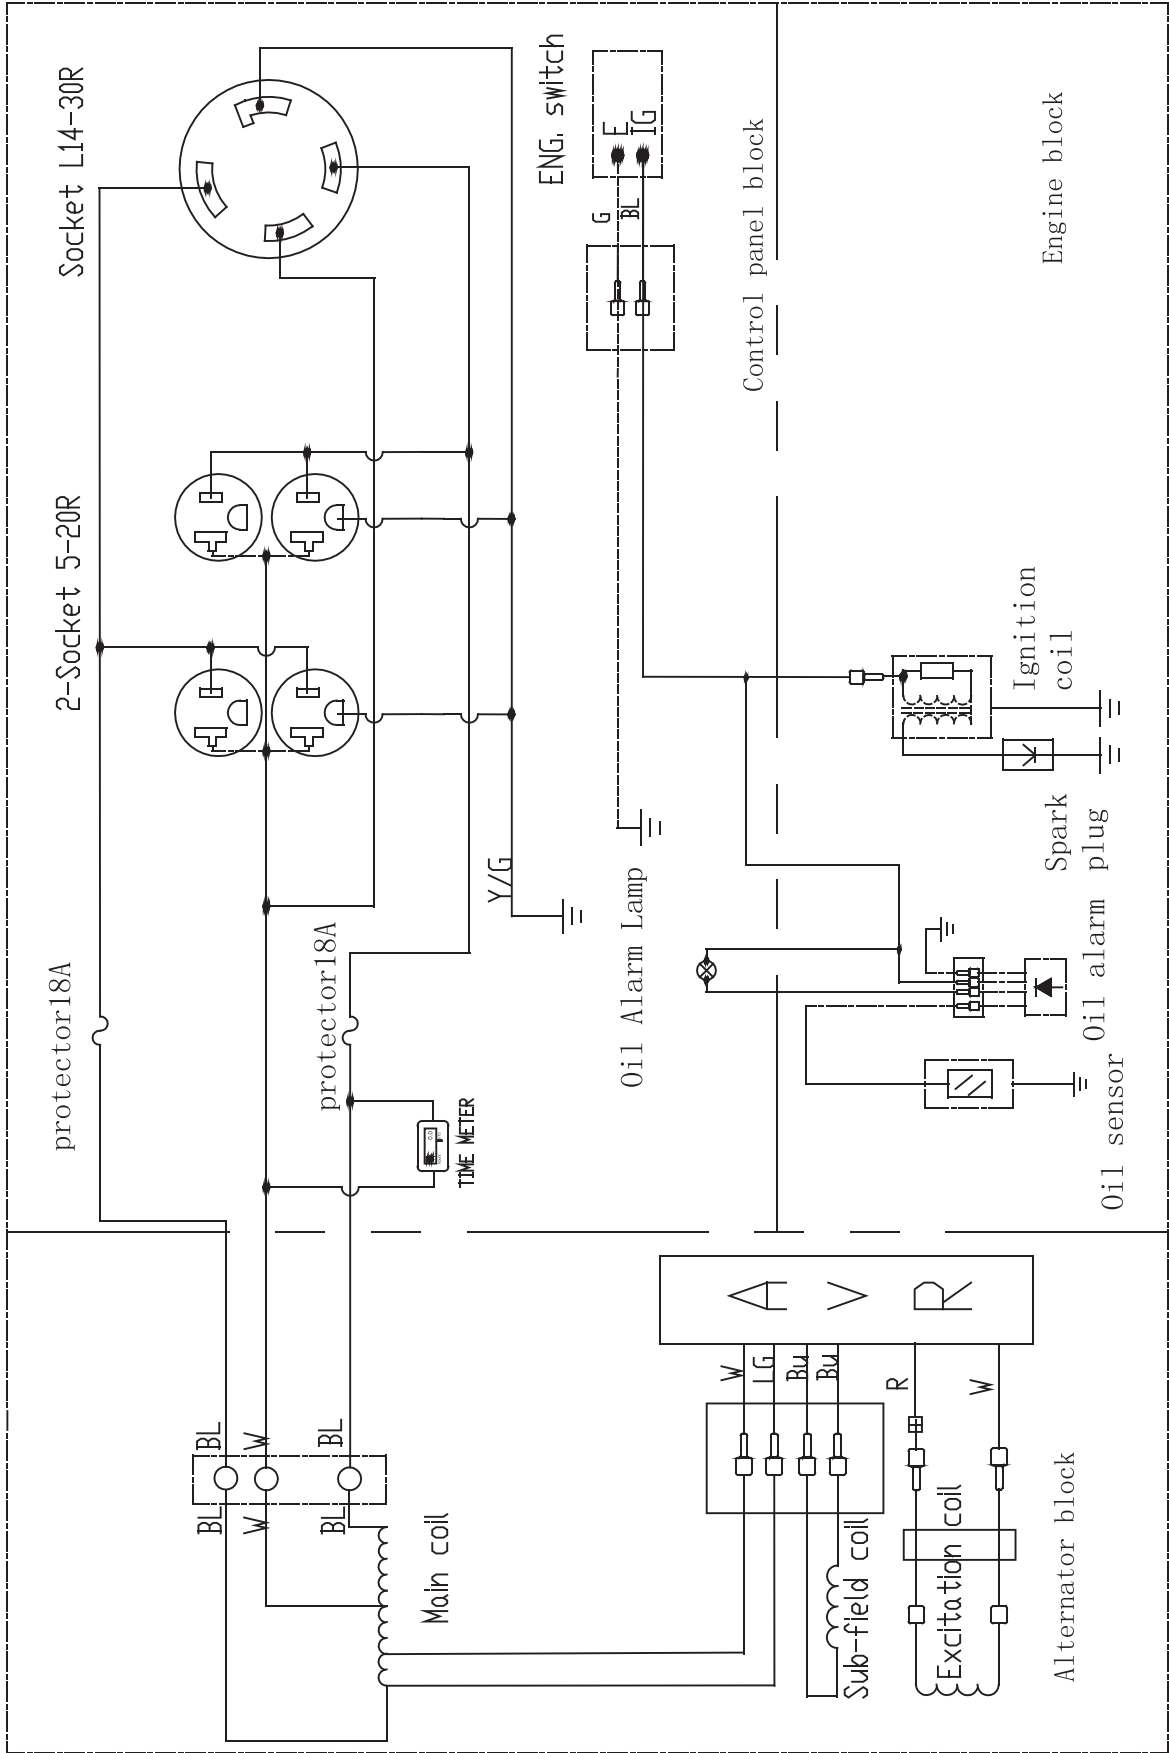 Socket L14-30R
2-Socket 5-20R
ENG. switch
E
IG
G
BL
Control panel block
Engine block
Ignition
coil
Spark
plug
Y/G
protector18A
protector18A
Oil Alarm Lamp
Oil alarm
Oil sensor
TIME METER
A V R
W
LG
Bu
Bu
R
W
BL
W
BL
BL
W
BL
Main coil
Sub-field coil
Excitation coil
Alternator block